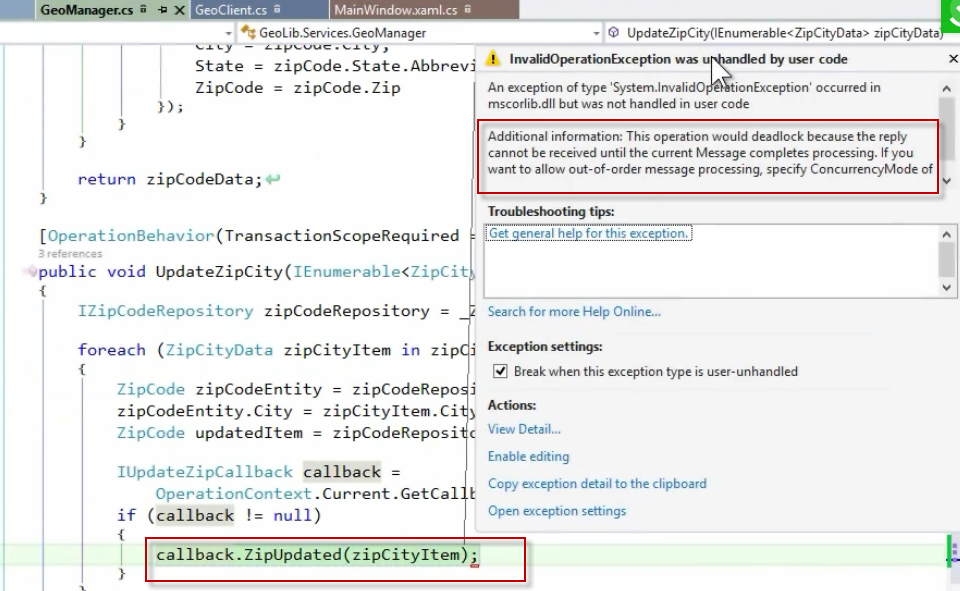 GeoManager.cs
GeoClient.cs
MainWindow.xaml.cs
GeoLib.Services.GeoManager
UpdateZipCity(IEnumerable<ZipCityData> zipCityData)
City = zipCode.City,
State = zipCode.State.Abbrevi
ZipCode = zipCode.Zip
});
}
}
return zipCodeData;
}
[OperationBehavior(TransactionScopeRequired =
3 references
public void UpdateZipCity(IEnumerable<ZipCity
{
IZipCodeRepository zipCodeRepository = _Z
foreach (ZipCityData zipCityItem in zipCi
{
ZipCode zipCodeEntity = zipCodeReposi
zipCodeEntity.City = zipCityItem.City
ZipCode updatedItem = zipCodeReposito
IUpdateZipCallback callback =
OperationContext.Current.GetCallb
if (callback != null)
{
callback.ZipUpdated(zipCityItem);
}
InvalidOperationException was unhandled by user code
An exception of type 'System.InvalidOperationException' occurred in
mscorlib.dll but was not handled in user code
Additional information: This operation would deadlock because the reply
cannot be received until the current Message completes processing. If you
want to allow out-of-order message processing, specify ConcurrencyMode of
Troubleshooting tips:
Get general help for this exception.
Search for more Help Online...
Exception settings:
Break when this exception type is user-unhandled
Actions:
View Detail...
Enable editing
Copy exception detail to the clipboard
Open exception settings